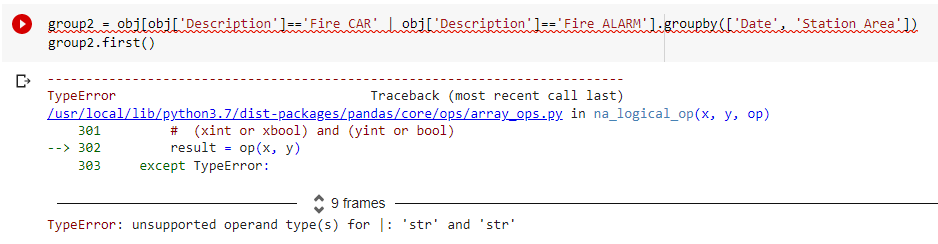 group2 = obj[obj['Description']=='Fire CAR' | obj['Description']=='Fire ALARM'].groupby(['Date', 'Station Area'])
group2.first()
---------------------------------------------------------------------------
TypeError                                 Traceback (most recent call last)
/usr/local/lib/python3.7/dist-packages/pandas/core/ops/array_ops.py in na_logical_op(x, y, op)
    301         #  (xint or xbool) and (yint or bool)
--> 302         result = op(x, y)
    303     except TypeError:
9 frames
TypeError: unsupported operand type(s) for |: 'str' and 'str'